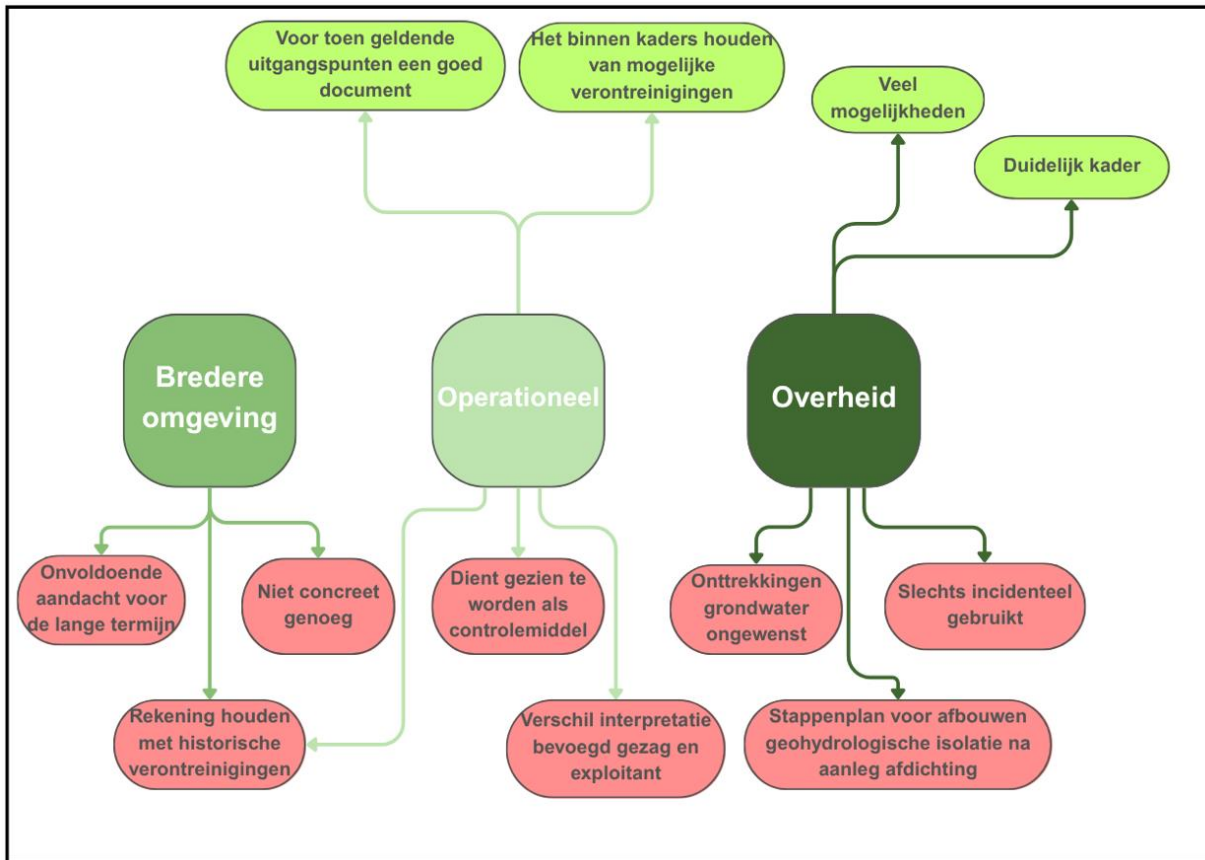 Voor toen geldende
uitgangspunten een goed
document
Het binnen kaders houden
van mogelijke
verontreinigingen
Veel
mogelijkheden
Duidelijk kader
Bredere
omgeving
Operationeel
Overheid
Onvoldoende
aandacht voor
de lange termijn
Niet concreet
genoeg
Dient gezien te
worden als
controlemiddel
Onttrekkingen
grondwater
ongewenst
Slechts incidenteel
gebruikt
Rekening houden
met historische
verontreinigingen
Verschil interpretatie
bevoegd gezag en
exploitant
Stappenplan voor afbouwen
geohydrologische isolatie na
aanleg afdichting